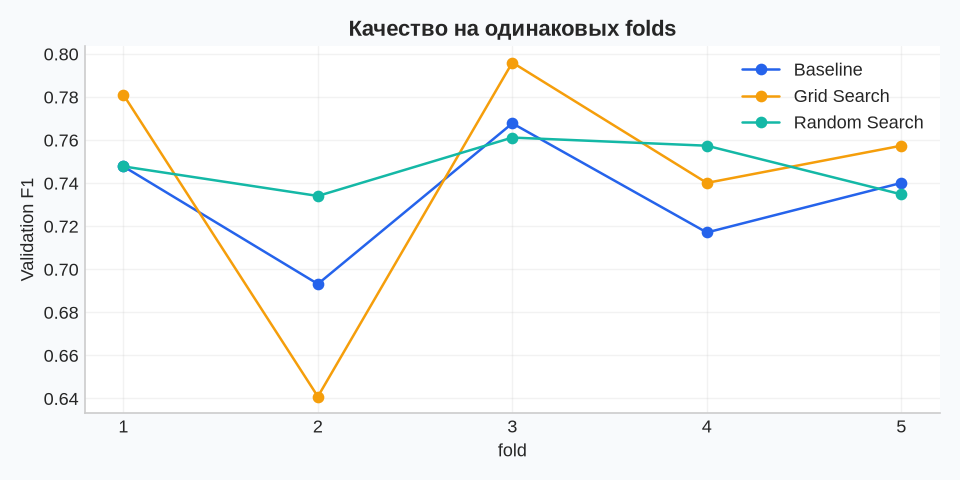 Качество на одинаковых folds
Validation F1
0.80
0.78
0.76
0.74
0.72
0.70
0.68
0.66
0.64
Baseline
Grid Search
Random Search
1 2 3 4 5
fold